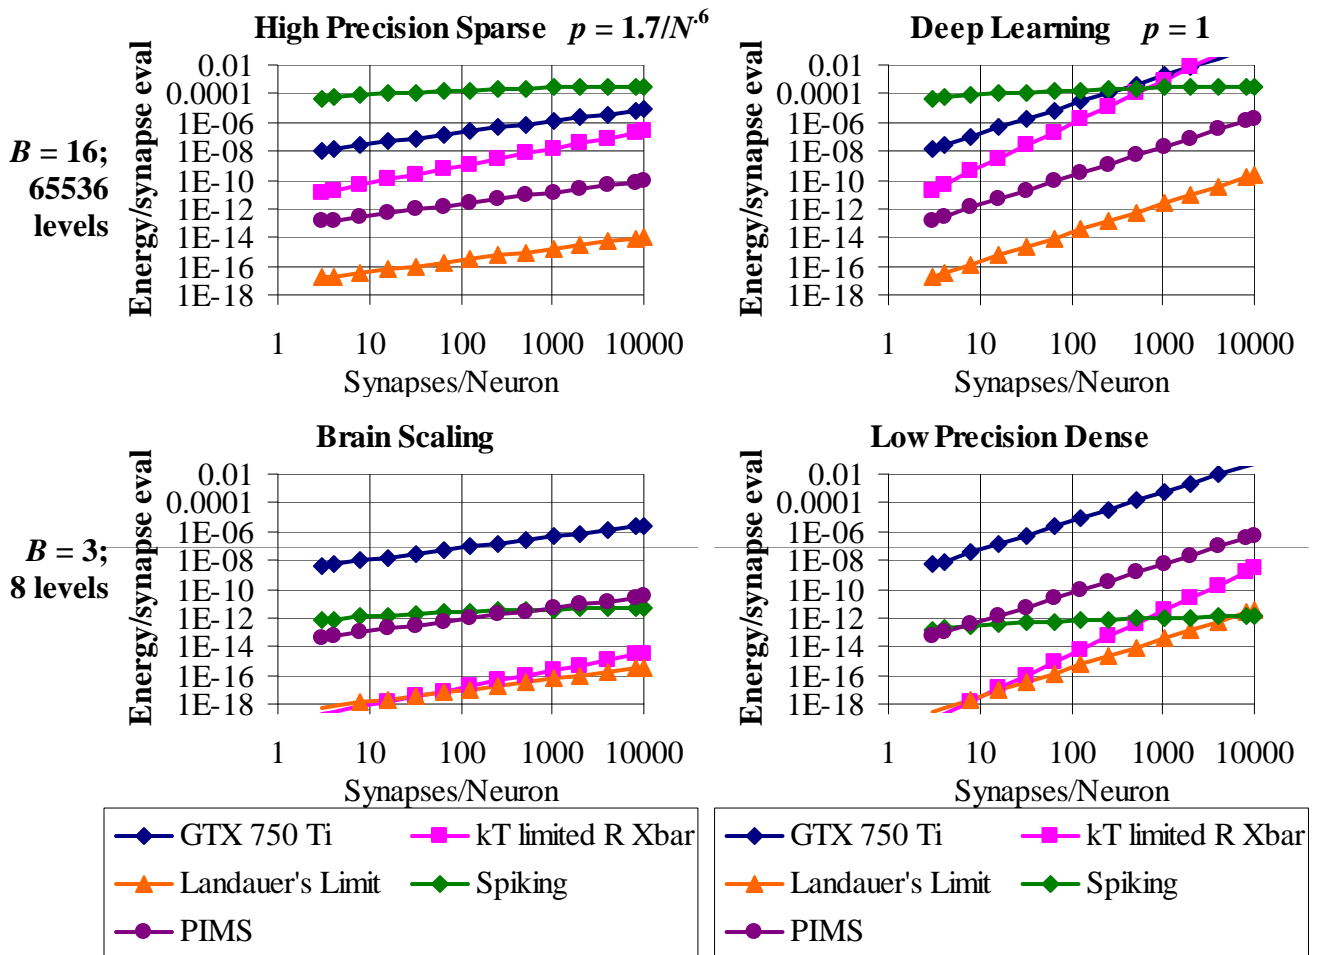 High Precision Sparse p = 1.7/N^.6
Deep Learning p = 1
B = 16;
65536
levels
Energy/synapse eval
0.01
0.0001
1E-06
1E-08
1E-10
1E-12
1E-14
1E-16
1E-18
1 10 100 1000 10000
Synapses/Neuron
Energy/synapse eval
0.01
0.0001
1E-06
1E-08
1E-10
1E-12
1E-14
1E-16
1E-18
1 10 100 1000 10000
Synapses/Neuron
Brain Scaling
Low Precision Dense
B = 3;
8 levels
Energy/synapse eval
0.01
0.0001
1E-06
1E-08
1E-10
1E-12
1E-14
1E-16
1E-18
1 10 100 1000 10000
Synapses/Neuron
Energy/synapse eval
0.01
0.0001
1E-06
1E-08
1E-10
1E-12
1E-14
1E-16
1E-18
1 10 100 1000 10000
Synapses/Neuron
GTX 750 Ti kT limited R Xbar
Landauer's Limit Spiking
PIMS
GTX 750 Ti kT limited R Xbar
Landauer's Limit Spiking
PIMS